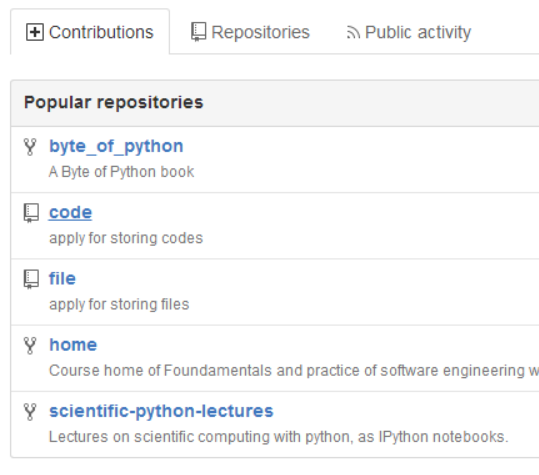 Contributions Repositories Public activity
Popular repositories
byte_of_python
A Byte of Python book
code
apply for storing codes
file
apply for storing files
home
Course home of Foundamentals and practice of software engineering
scientific-python-lectures
Lectures on scientific computing with python, as IPython notebooks.